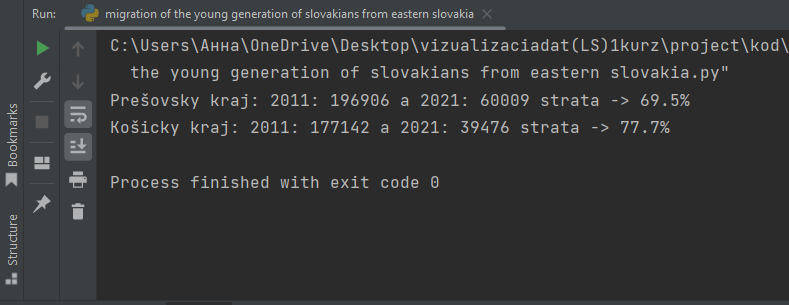 Run: migration of the young generation of slovakians from eastern slovakia
C:\Users\Анна\OneDrive\Desktop\vizualizaciadat(LS)1kurz\project\kod\
the young generation of slovakians from eastern slovakia.py"
Prešovsky kraj: 2011: 196906 a 2021: 60009 strata -> 69.5%
Košicky kraj: 2011: 177142 a 2021: 39476 strata -> 77.7%
Process finished with exit code 0
Bookmarks
Structure